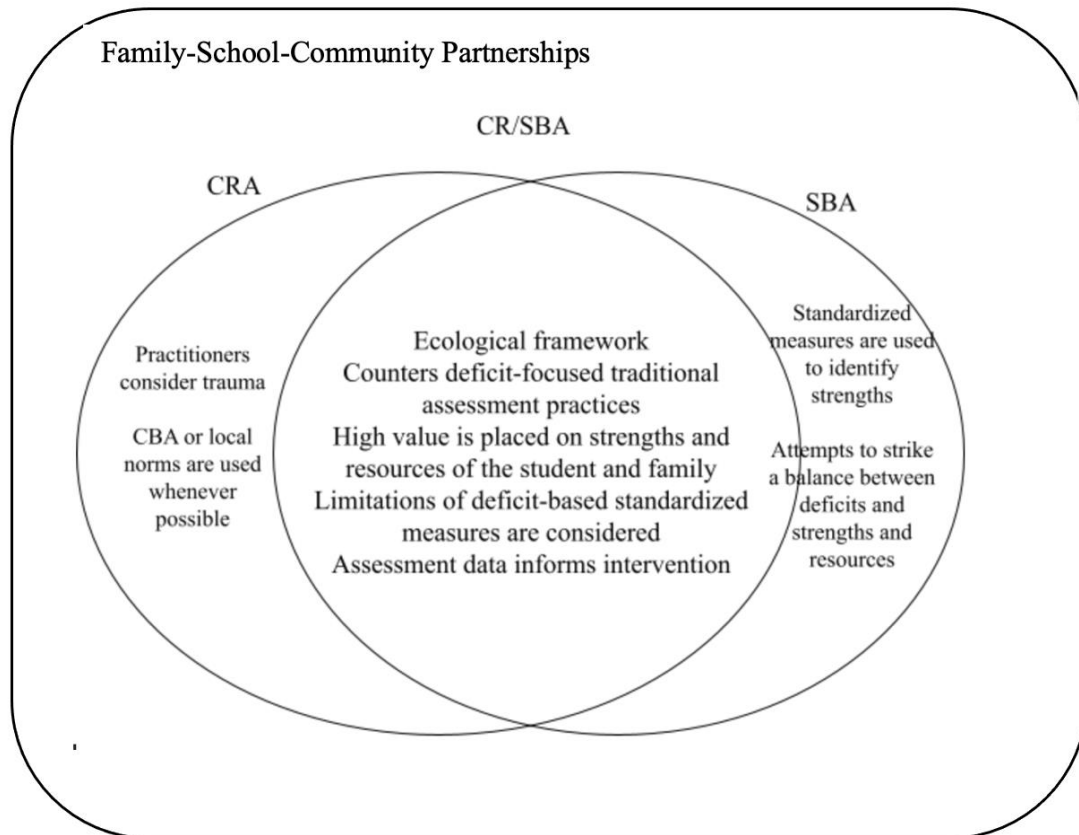 Family-School-Community Partnerships
CR/SBA
CRA
SBA
Practitioners
consider trauma
CBA or local
norms are used
whenever
possible
Ecological framework
Counters deficit-focused traditional
assessment practices
High value is placed on strengths and
resources of the student and family
Limitations of deficit-based standardized
measures are considered
Assessment data informs intervention
Standardized
measures are used
to identify
strengths
Attempts to strike
a balance between
deficits and
strengths and
resources